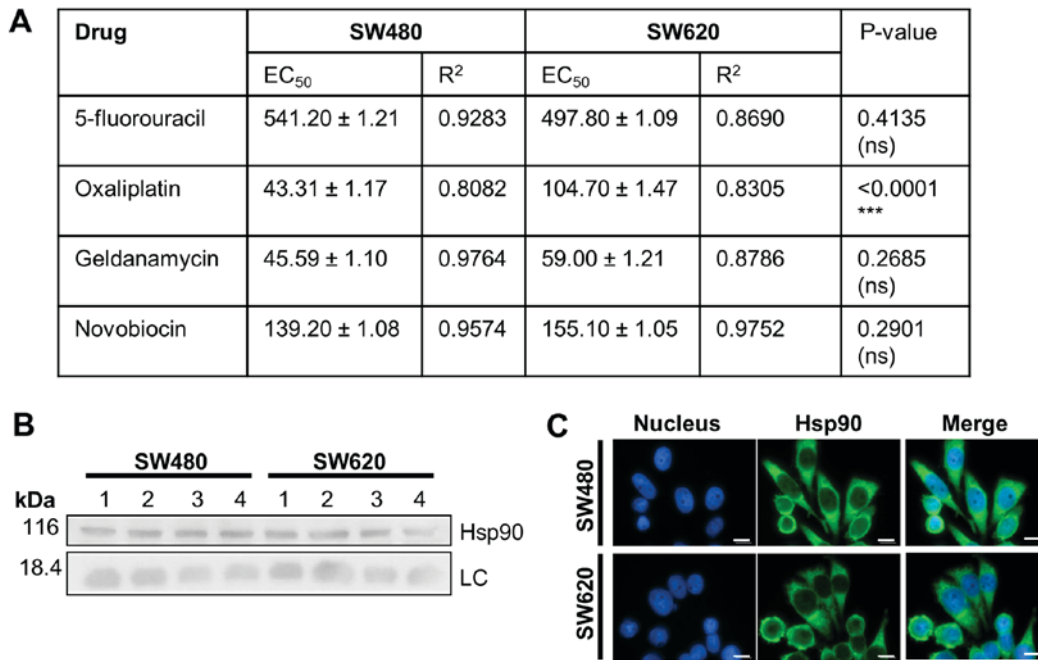 A
Drug SW480 SW620 P-value
EC50 R² EC50 R²
5-fluorouracil 541.20 ± 1.21 0.9283 497.80 ± 1.09 0.8690 0.4135
(ns)
Oxaliplatin 43.31 ± 1.17 0.8082 104.70 ± 1.47 0.8305 <0.0001
***
Geldanamycin 45.59 ± 1.10 0.9764 59.00 ± 1.21 0.8786 0.2685
(ns)
Novobiocin 139.20 ± 1.08 0.9574 155.10 ± 1.05 0.9752 0.2901
(ns)
B
SW480 SW620
kDa 1 2 3 4 1 2 3 4
116 Hsp90
18.4 LC
C
Nucleus Hsp90 Merge
SW480
SW620